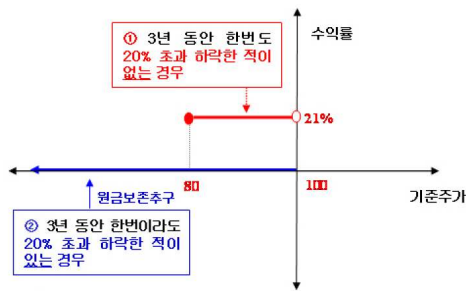 ① 3년 동안 한번도
20% 초과 하락한 적이
없는 경우
수익률
21%
80
100
기준주가
원금보존추구
② 3년 동안 한번이라도
20% 초과 하락한 적이
있는 경우